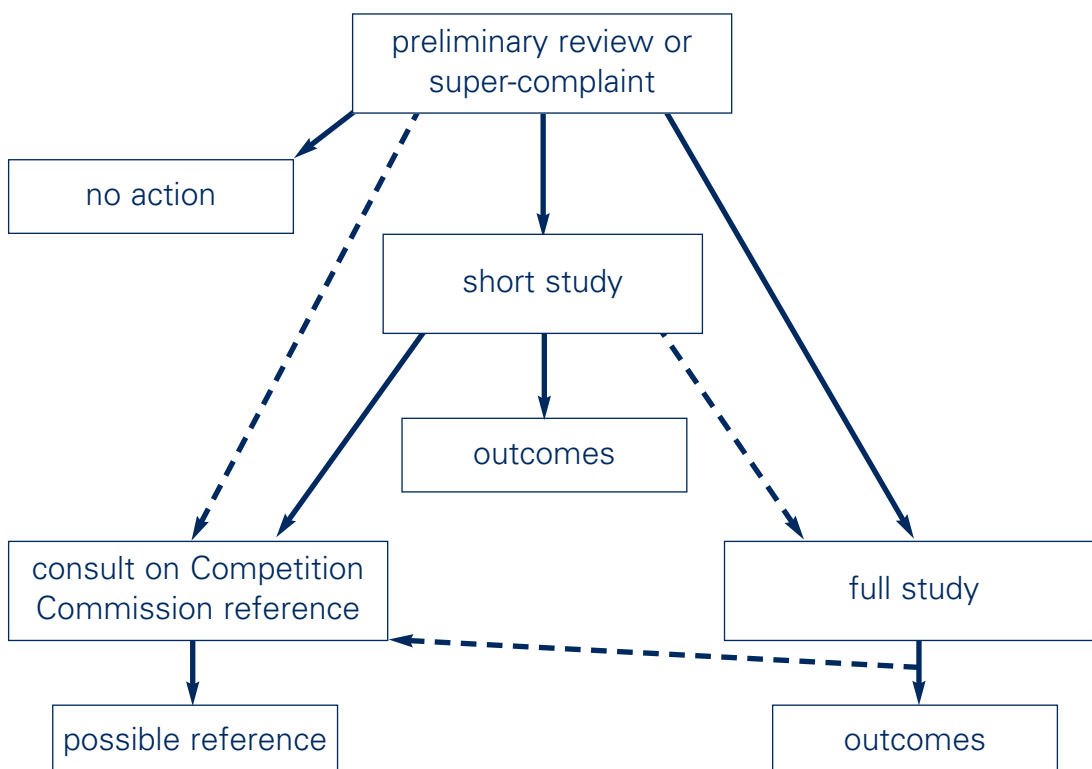 preliminary review or
super-complaint
no action
short study
outcomes
consult on Competition
Commission reference
full study
possible reference
outcomes